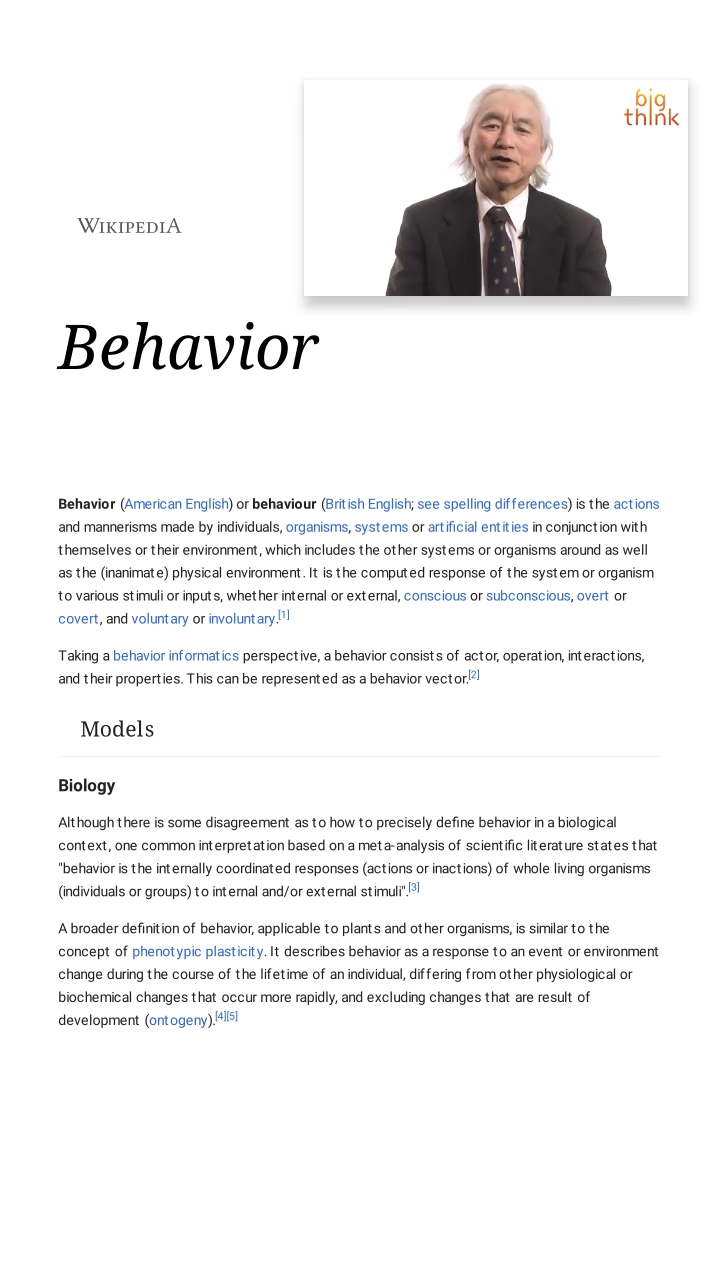 big
think
WIKIPEDIA
Behavior
Behavior (American English) or behaviour (British English; see spelling differences) is the actions
and mannerisms made by individuals, organisms, systems or artificial entities in conjunction with
themselves or their environment, which includes the other systems or organisms around as well
as the (inanimate) physical environment. It is the computed response of the system or organism
to various stimuli or inputs, whether internal or external, conscious or subconscious, overt or
covert, and voluntary or involuntary.[1]
Taking a behavior informatics perspective, a behavior consists of actor, operation, interactions,
and their properties. This can be represented as a behavior vector.[2]
Models
Biology
Although there is some disagreement as to how to precisely define behavior in a biological
context, one common interpretation based on a meta-analysis of scientific literature states that
"behavior is the internally coordinated responses (actions or inactions) of whole living organisms
(individuals or groups) to internal and/or external stimuli".[3]
A broader definition of behavior, applicable to plants and other organisms, is similar to the
concept of phenotypic plasticity. It describes behavior as a response to an event or environment
change during the course of the lifetime of an individual, differing from other physiological or
biochemical changes that occur more rapidly, and excluding changes that are result of
development (ontogeny).[4][5]